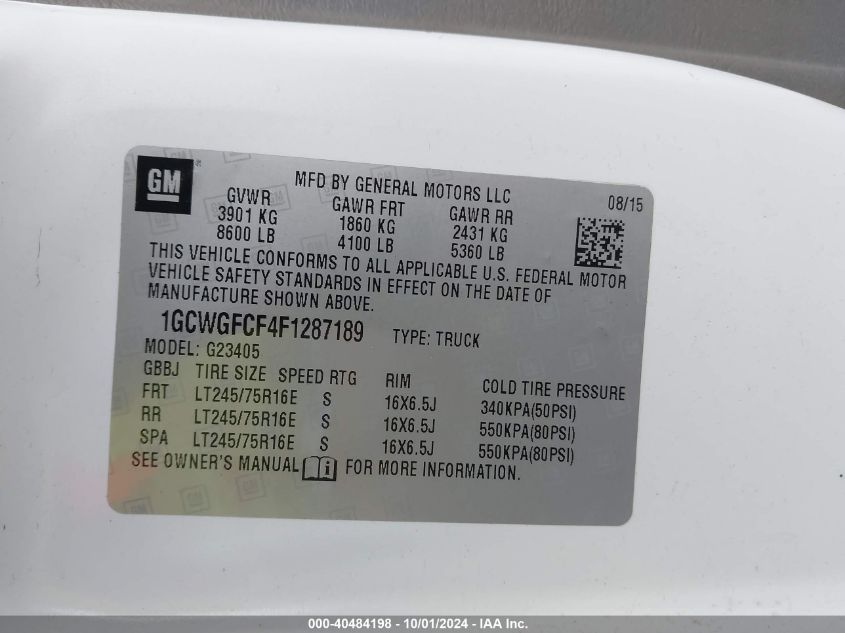 GM ®
MFD BY GENERAL MOTORS LLC 08/15
GVWR GAWR FRT GAWR RR
3901 KG 1860 KG 2431 KG
8600 LB 4100 LB 5360 LB
THIS VEHICLE CONFORMS TO ALL APPLICABLE U.S. FEDERAL MOTOR
VEHICLE SAFETY STANDARDS IN EFFECT ON THE DATE OF
MANUFACTURE SHOWN ABOVE.
1GCWGFCF4F1287189 TYPE: TRUCK
MODEL: G23405
GBBJ TIRE SIZE SPEED RTG RIM COLD TIRE PRESSURE
FRT LT245/75R16E S 16X6.5J 340KPA(50PSI)
RR LT245/75R16E S 16X6.5J 550KPA(80PSI)
SPA LT245/75R16E S 16X6.5J 550KPA(80PSI)
SEE OWNER'S MANUAL i FOR MORE INFORMATION.
000-40484198 - 10/01/2024 - IAA Inc.